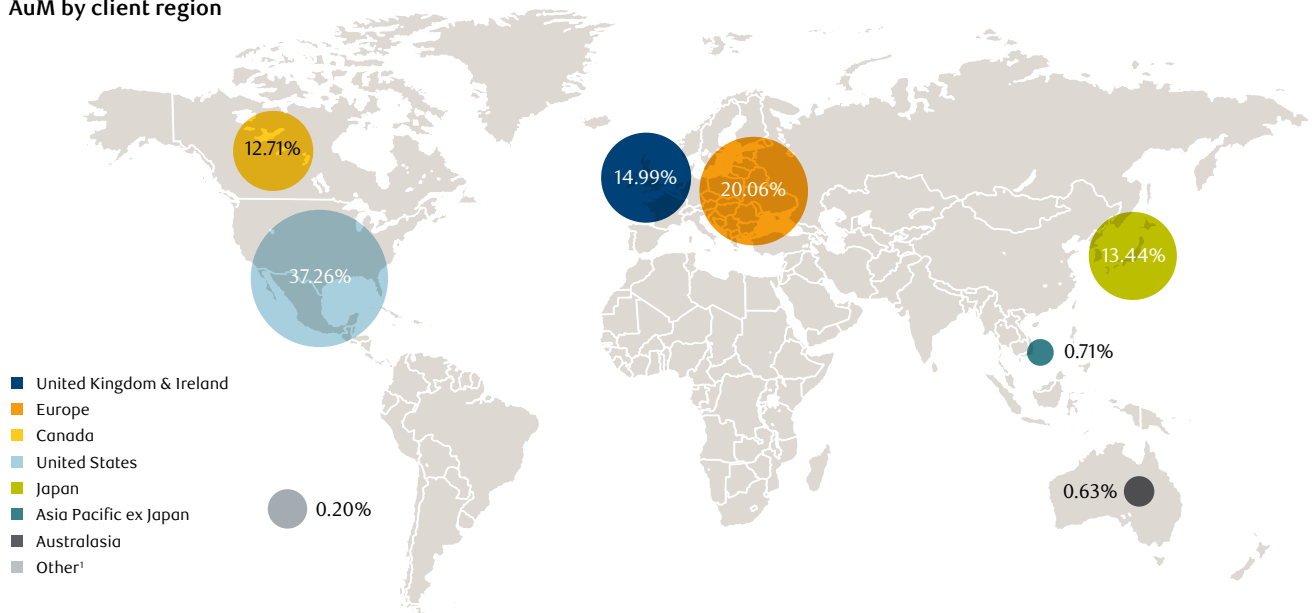 AuM by client region
12.71%
14.99%
20.06%
13.44%
37.26%
0.71%
0.63%
0.20%
United Kingdom & Ireland
Europe
Canada
United States
Japan
Asia Pacific ex Japan
Australasia
Other¹